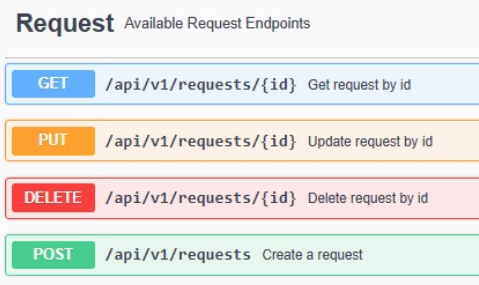 Request Available Request Endpoints
GET /api/v1/requests/{id} Get request by id
PUT /api/v1/requests/{id} Update request by id
DELETE /api/v1/requests/{id} Delete request by id
POST /api/v1/requests Create a request